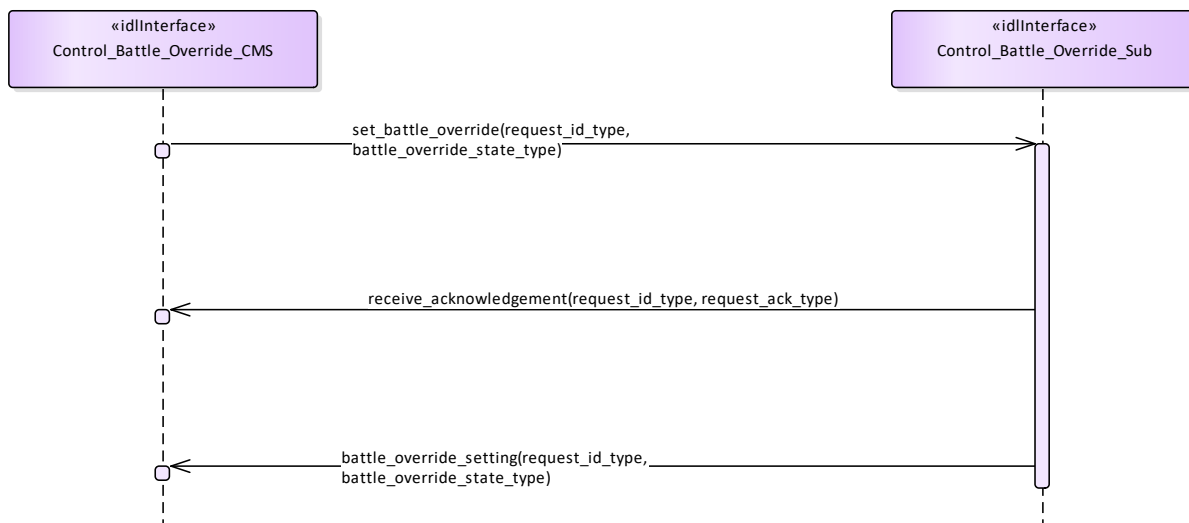 «idlInterface»
Control_Battle_Override_CMS
«idlInterface»
Control_Battle_Override_Sub
set_battle_override(request_id_type,
battle_override_state_type)
receive_acknowledgement(request_id_type, request_ack_type)
battle_override_setting(request_id_type,
battle_override_state_type)